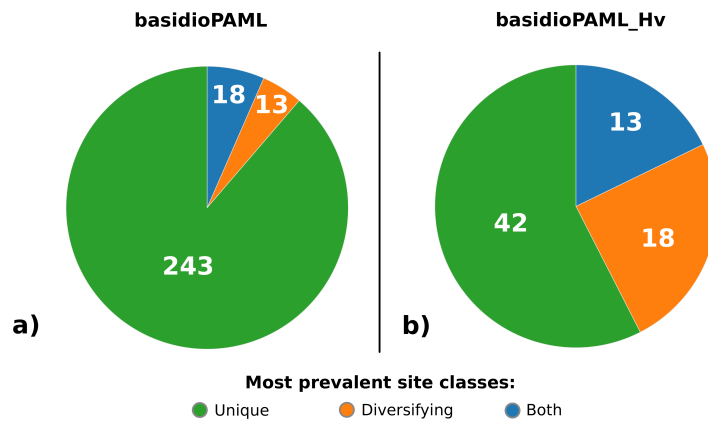 basidioPAML
basidioPAML_Hv
18
13
243
13
18
42
a)
b)
Most prevalent site classes:
Unique
Diversifying
Both